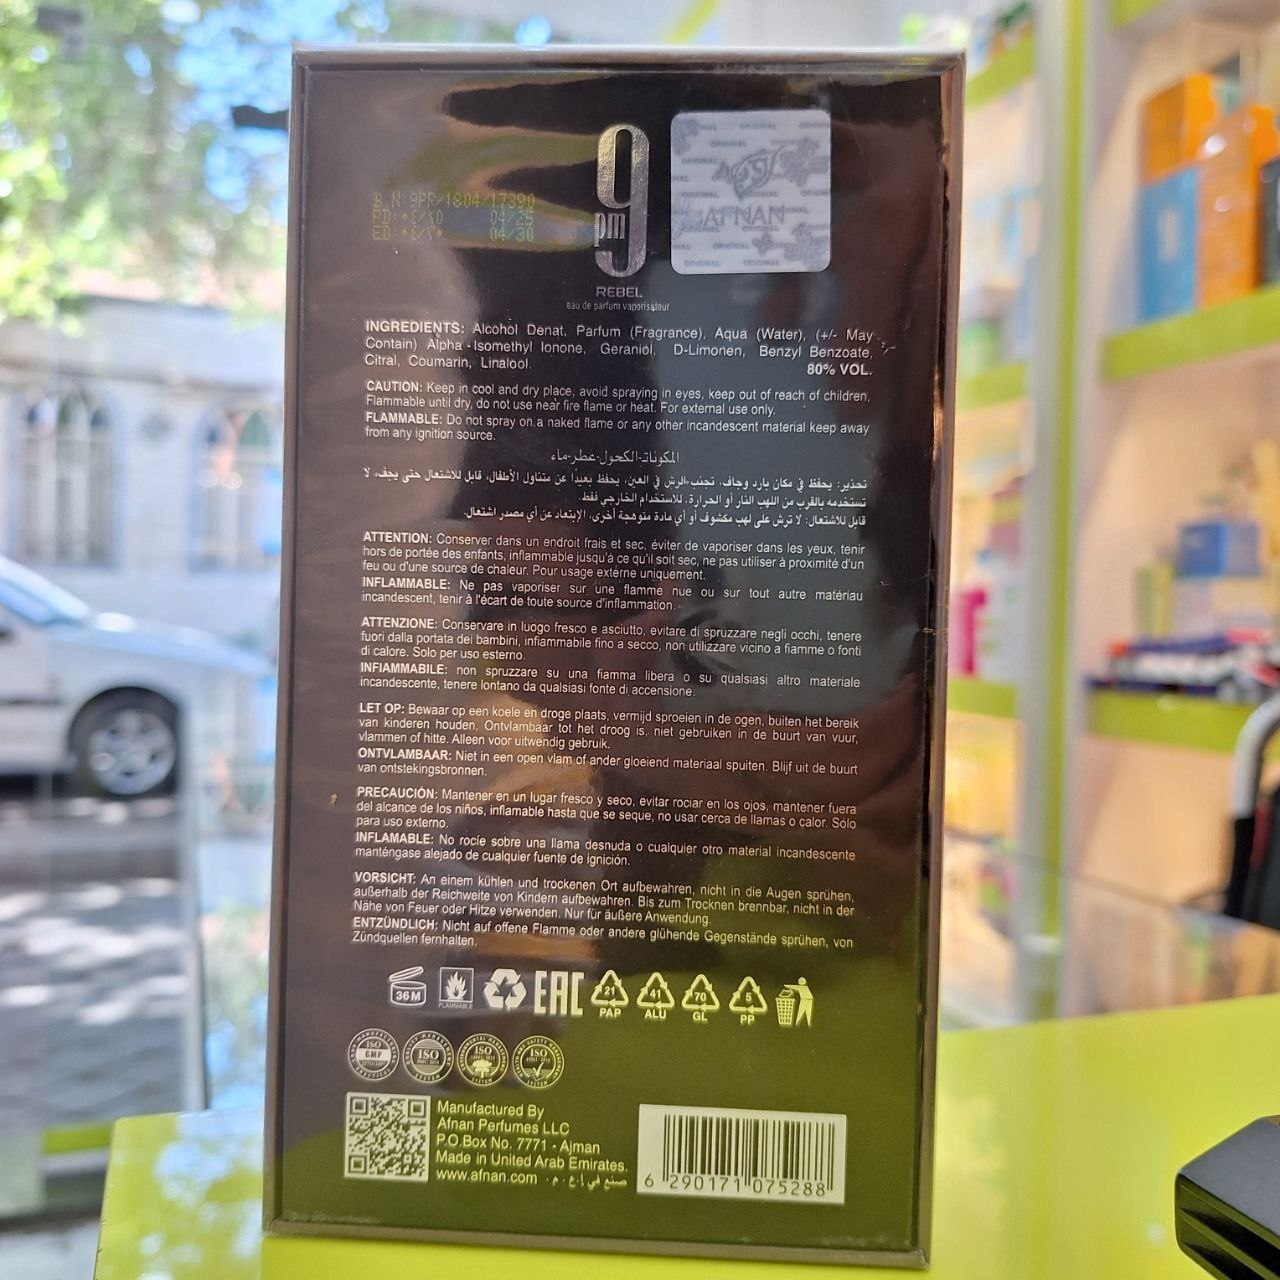 B.N:9PR/1804/17390
PD:٠٤/٢٥ 04/25
ED:٠٤/٣٠ 04/30
9
pm
REBEL
eau de parfum vaporisateur
ORIGINAL
AFNAN
INGREDIENTS: Alcohol Denat, Parfum (Fragrance), Aqua (Water), (+/- May
Contain) Alpha - Isomethyl Ionone, Geraniol, D-Limonen, Benzyl Benzoate,
Citral, Coumarin, Linalool. 80% VOL.
CAUTION: Keep in cool and dry place, avoid spraying in eyes, keep out of reach of children,
Flammable until dry, do not use near fire flame or heat. For external use only.
FLAMMABLE: Do not spray on a naked flame or any other incandescent material keep away
from any ignition source.
المكونات-الكحول-عطر-ماء
تحذير: يحفظ في مكان بارد وجاف، تجنب الرش في العين، يحفظ بعيدًا عن متناول الأطفال، قابل للاشتعال حتى يجف، لا
تستخدمه بالقرب من اللهب النار أو الحرارة. للاستخدام الخارجي فقط.
قابل للاشتعال: لا ترش على لهب مكشوف أو أي مادة متوهجة أخرى، الإبتعاد عن أي مصدر اشتعال.
ATTENTION: Conserver dans un endroit frais et sec, éviter de vaporiser dans les yeux, tenir
hors de portée des enfants, inflammable jusqu'à ce qu'il soit sec, ne pas utiliser à proximité d'un
feu ou d'une source de chaleur. Pour usage externe uniquement.
INFLAMMABLE: Ne pas vaporiser sur une flamme nue ou sur tout autre matériau
incandescent, tenir à l'écart de toute source d'inflammation.
ATTENZIONE: Conservare in luogo fresco e asciutto, evitare di spruzzare negli occhi, tenere
fuori dalla portata dei bambini, infiammabile fino a secco, non utilizzare vicino a fiamme o fonti
di calore. Solo per uso esterno.
INFIAMMABILE: non spruzzare su una fiamma libera o su qualsiasi altro materiale
incandescente, tenere lontano da qualsiasi fonte di accensione.
LET OP: Bewaar op een koele en droge plaats, vermijd sproeien in de ogen, buiten het bereik
van kinderen houden, Ontvlambaar tot het droog is, niet gebruiken in de buurt van vuur,
vlammen of hitte. Alleen voor uitwendig gebruik.
ONTVLAMBAAR: Niet in een open vlam of ander gloeiend materiaal spuiten. Blijf uit de buurt
van ontstekingsbronnen.
PRECAUCIÓN: Mantener en un lugar fresco y seco, evitar rociar en los ojos, mantener fuera
del alcance de los niños, inflamable hasta que se seque, no usar cerca de llamas o calor. Sólo
para uso externo.
INFLAMABLE: No rocíe sobre una llama desnuda o cualquier otro material incandescente
manténgase alejado de cualquier fuente de ignición.
VORSICHT: An einem kühlen und trockenen Ort aufbewahren, nicht in die Augen sprühen,
außerhalb der Reichweite von Kindern aufbewahren. Bis zum Trocknen brennbar, nicht in der
Nähe von Feuer oder Hitze verwenden. Nur für äußere Anwendung.
ENTZÜNDLICH: Nicht auf offene Flamme oder andere glühende Gegenstände sprühen, von
Zündquellen fernhalten.
36M FLAMMABLE EAC 21 PAP 41 ALU 70 GL 5 PP
ISO GMP ISO ISO ISO
Manufactured By
Afnan Perfumes LLC
P.O.Box No. 7771 - Ajman
Made in United Arab Emirates.
www.afnan.com صنع في إ.ع.م.
6 290171 075288